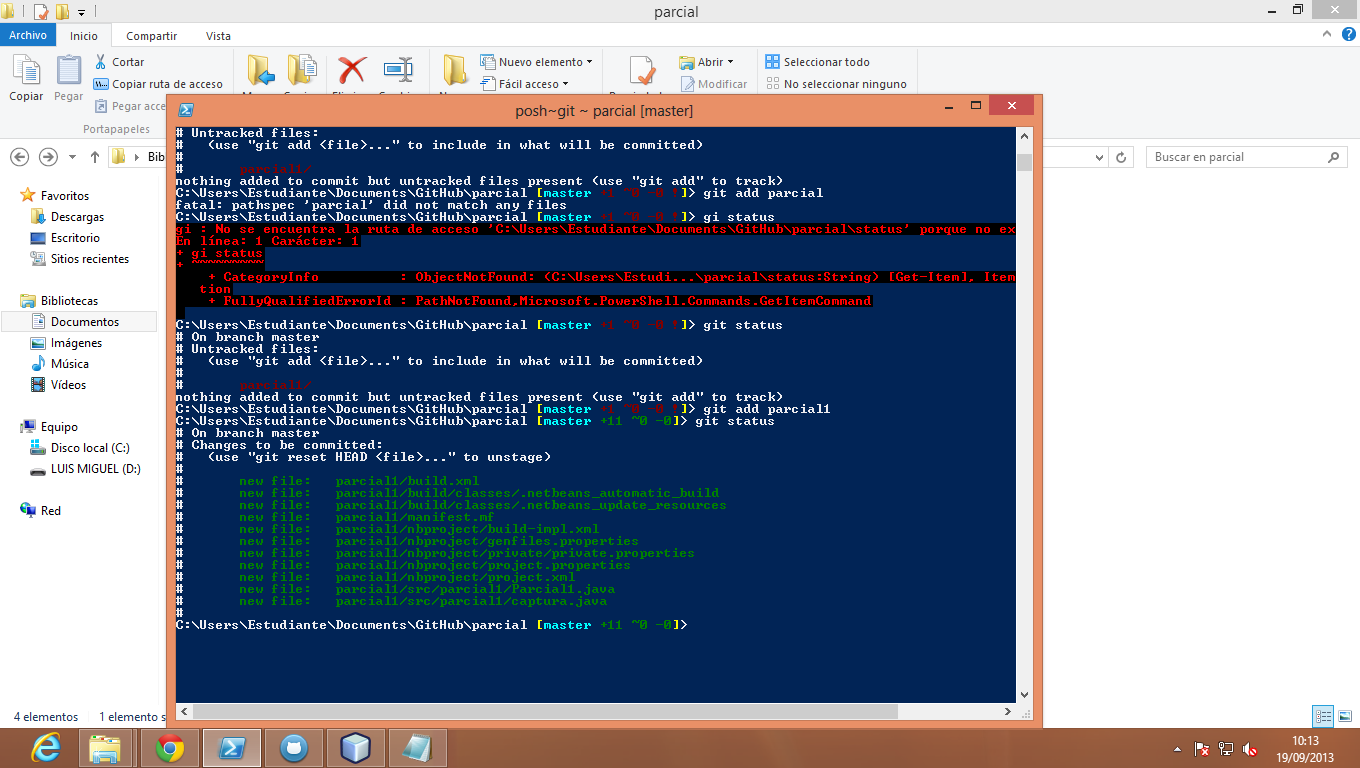 parcial
Archivo
Inicio
Compartir
Vista
Copiar
Pegar
Cortar
Copiar ruta de acceso
Pegar acce
Portapapeles
Nuevo elemento
Fácil acceso
Abrir
Modificar
Seleccionar todo
No seleccionar ninguno
Bib
Buscar en parcial
Favoritos
Descargas
Escritorio
Sitios recientes
Bibliotecas
Documentos
Imágenes
Música
Vídeos
Equipo
Disco local (C:)
LUIS MIGUEL (D:)
Red
4 elementos
1 elemento s
posh~git ~ parcial [master]
# Untracked files:
#   (use "git add <file>..." to include in what will be committed)
#
#       parcial1/
nothing added to commit but untracked files present (use "git add" to track)
C:\Users\Estudiante\Documents\GitHub\parcial [master +1 ~0 -0 !]> git add parcial
fatal: pathspec 'parcial' did not match any files
C:\Users\Estudiante\Documents\GitHub\parcial [master +1 ~0 -0 !]> gi status
gi : No se encuentra la ruta de acceso 'C:\Users\Estudiante\Documents\GitHub\parcial\status' porque no ex
En línea: 1 Carácter: 1
+ gi status
+ ~~~~~~~~~
    + CategoryInfo          : ObjectNotFound: (C:\Users\Estudi...\parcial\status:String) [Get-Item], Item
   tion
    + FullyQualifiedErrorId : PathNotFound,Microsoft.PowerShell.Commands.GetItemCommand
C:\Users\Estudiante\Documents\GitHub\parcial [master +1 ~0 -0 !]> git status
# On branch master
# Untracked files:
#   (use "git add <file>..." to include in what will be committed)
#
#       parcial1/
nothing added to commit but untracked files present (use "git add" to track)
C:\Users\Estudiante\Documents\GitHub\parcial [master +1 ~0 -0 !]> git add parcial1
C:\Users\Estudiante\Documents\GitHub\parcial [master +11 ~0 -0]> git status
# On branch master
# Changes to be committed:
#   (use "git reset HEAD <file>..." to unstage)
#
#       new file:   parcial1/build.xml
#       new file:   parcial1/build/classes/.netbeans_automatic_build
#       new file:   parcial1/build/classes/.netbeans_update_resources
#       new file:   parcial1/manifest.mf
#       new file:   parcial1/nbproject/build-impl.xml
#       new file:   parcial1/nbproject/genfiles.properties
#       new file:   parcial1/nbproject/private/private.properties
#       new file:   parcial1/nbproject/project.properties
#       new file:   parcial1/nbproject/project.xml
#       new file:   parcial1/src/parcial1/Parcial1.java
#       new file:   parcial1/src/parcial1/captura.java
#
C:\Users\Estudiante\Documents\GitHub\parcial [master +11 ~0 -0]>
10:13
19/09/2013